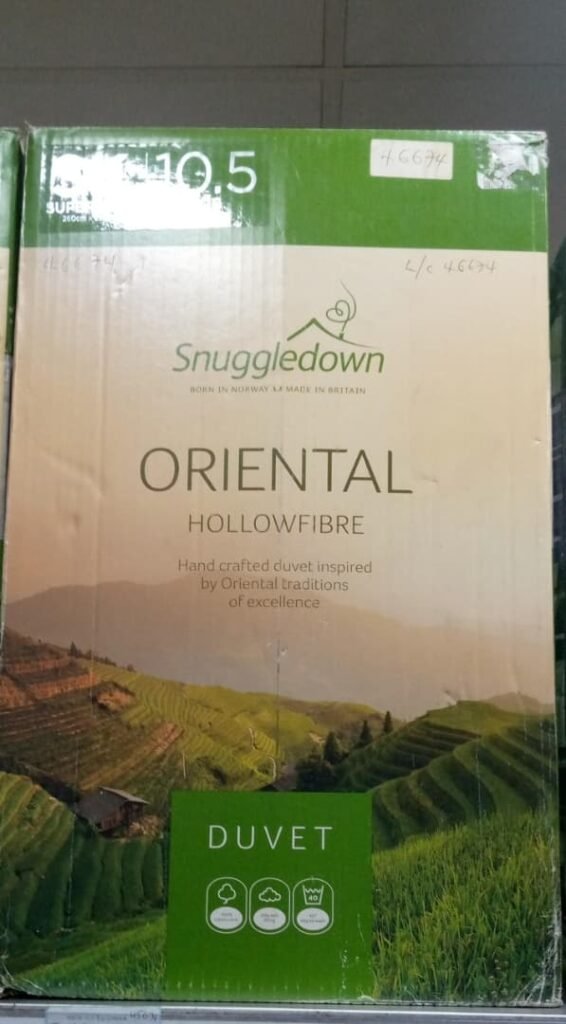 10.5
46674
46674
L/c 46674
Snuggledown
BORN IN NORWAY MADE IN BRITAIN
ORIENTAL
HOLLOWFIBRE
Hand crafted duvet inspired
by Oriental traditions
of excellence
DUVET
40